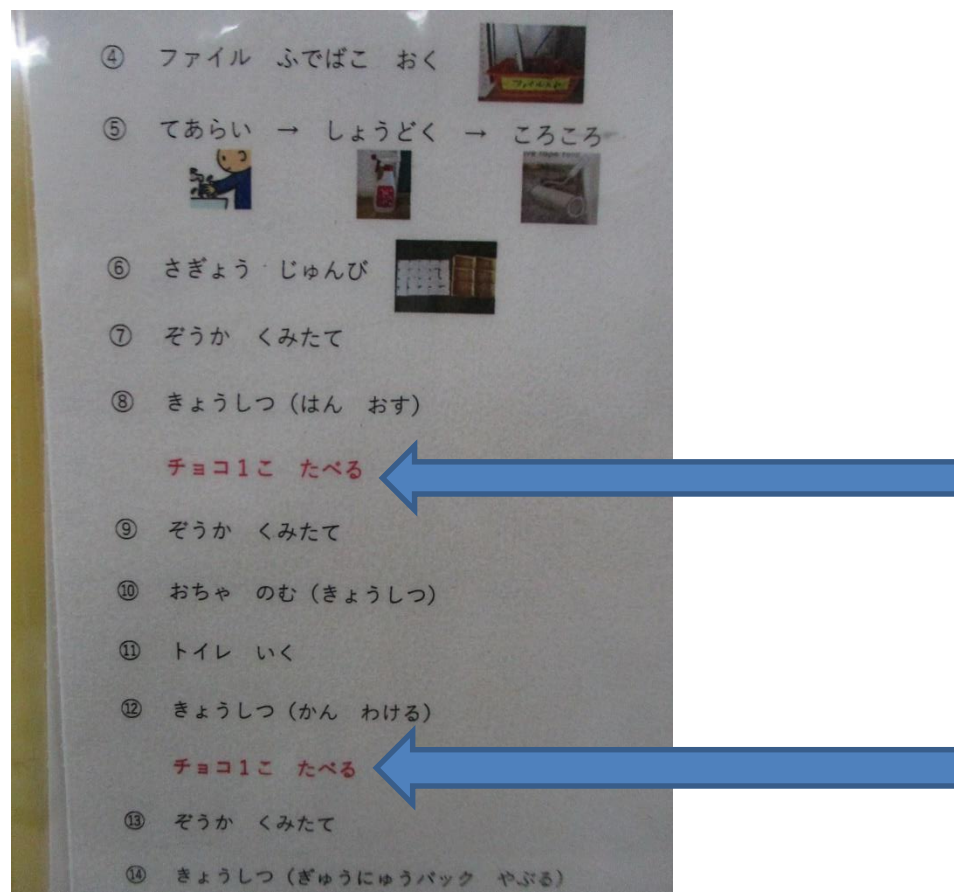 ④ ファイル ふでばこ おく
⑤ てあらい → しょうどく → ころころ
⑥ さぎょう じゅんび
⑦ ぞうか くみたて
⑧ きょうしつ（はん おす）
チョコ1こ たべる
⑨ ぞうか くみたて
⑩ おちゃ のむ（きょうしつ）
⑪ トイレ いく
⑫ きょうしつ（かん わける）
チョコ1こ たべる
⑬ ぞうか くみたて
⑭ きょうしつ（ぎゅうにゅうパック やぶる）